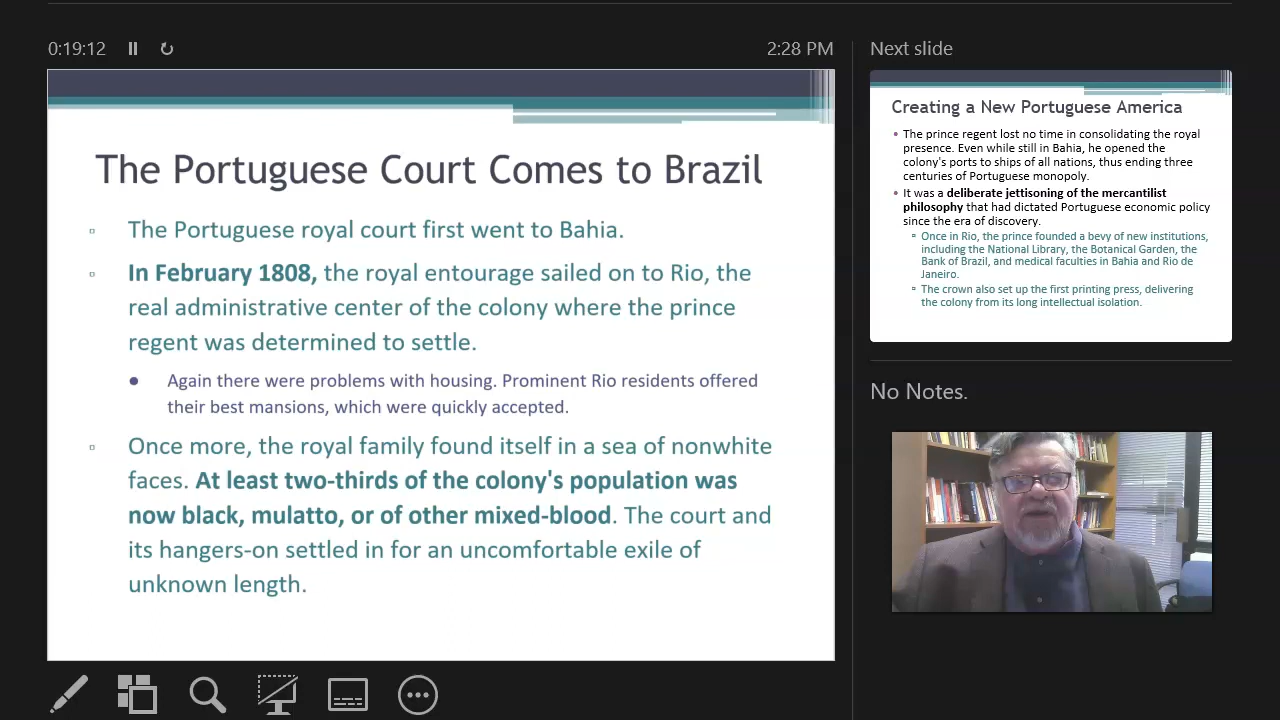 0:19:12
2:28 PM
Next slide
The Portuguese Court Comes to Brazil
▫ The Portuguese royal court first went to Bahia.
▫ In February 1808, the royal entourage sailed on to Rio, the
real administrative center of the colony where the prince
regent was determined to settle.
● Again there were problems with housing. Prominent Rio residents offered
their best mansions, which were quickly accepted.
▫ Once more, the royal family found itself in a sea of nonwhite
faces. At least two-thirds of the colony's population was
now black, mulatto, or of other mixed-blood. The court and
its hangers-on settled in for an uncomfortable exile of
unknown length.
Creating a New Portuguese America
• The prince regent lost no time in consolidating the royal
presence. Even while still in Bahia, he opened the
colony's ports to ships of all nations, thus ending three
centuries of Portuguese monopoly.
• It was a deliberate jettisoning of the mercantilist
philosophy that had dictated Portuguese economic policy
since the era of discovery.
▫ Once in Rio, the prince founded a bevy of new institutions,
including the National Library, the Botanical Garden, the
Bank of Brazil, and medical faculties in Bahia and Rio de
Janeiro.
▫ The crown also set up the first printing press, delivering
the colony from its long intellectual isolation.
No Notes.